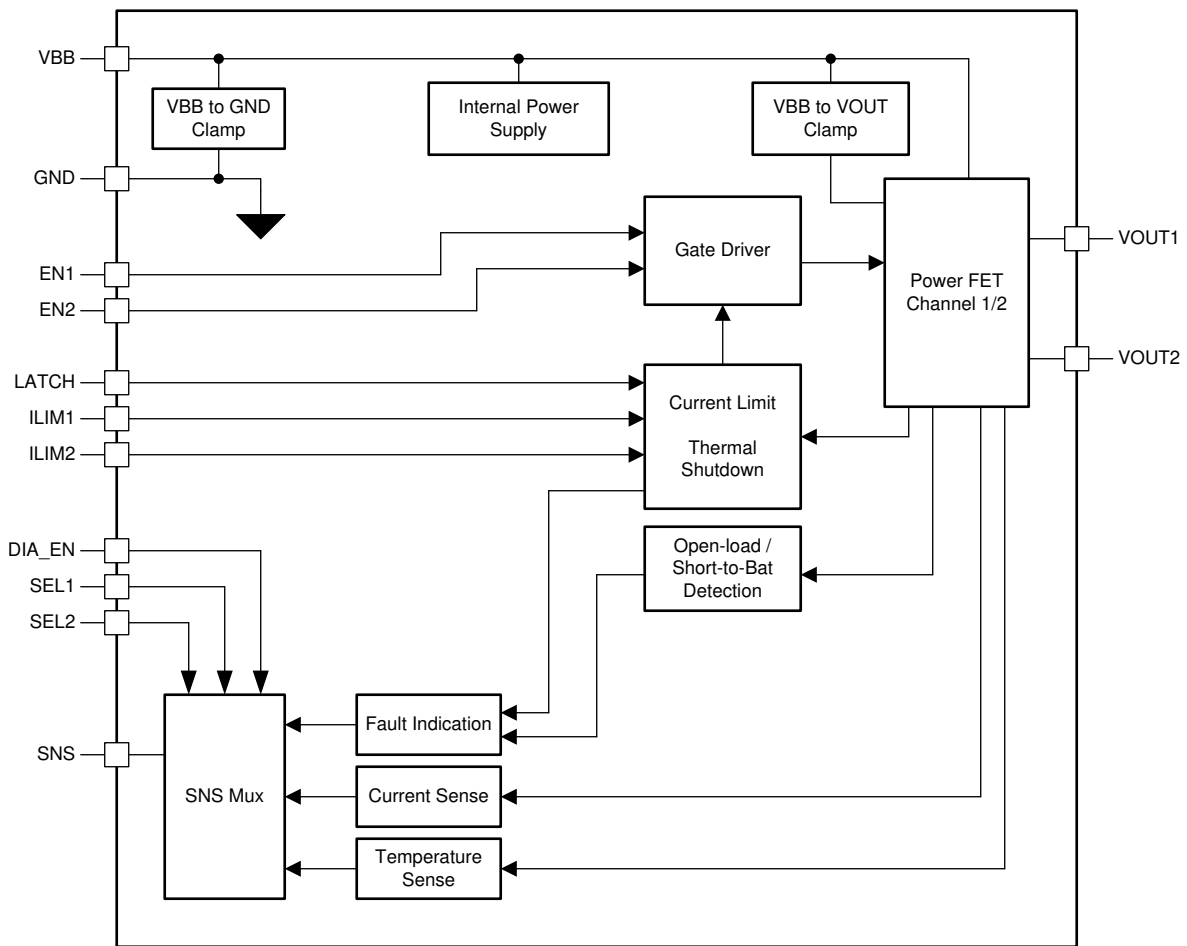 VBB
VBB to GND
Clamp
Internal Power
Supply
VBB to VOUT
Clamp
GND
Gate Driver
Power FET
Channel 1/2
VOUT1
EN1
EN2
VOUT2
LATCH
ILIM1
ILIM2
Current Limit
Thermal
Shutdown
DIA_EN
SEL1
SEL2
Open-load /
Short-to-Bat
Detection
SNS
SNS Mux
Fault Indication
Current Sense
Temperature
Sense